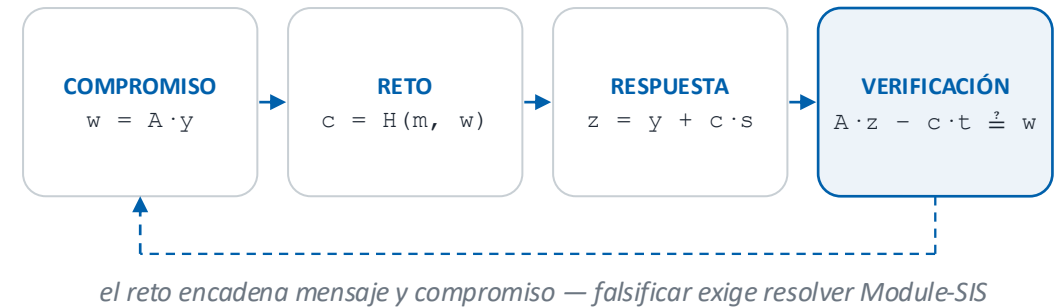 COMPROMISO
w = A·y
RETO
c = H(m, w)
RESPUESTA
z = y + c·s
VERIFICACIÓN
A·z − c·t ≟ w
el reto encadena mensaje y compromiso — falsificar exige resolver Module-SIS